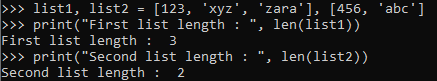 >>> list1, list2 = [123, 'xyz', 'zara'], [456, 'abc']
>>> print("First list length : ", len(list1))
First list length :  3
>>> print("Second list length : ", len(list2))
Second list length :  2